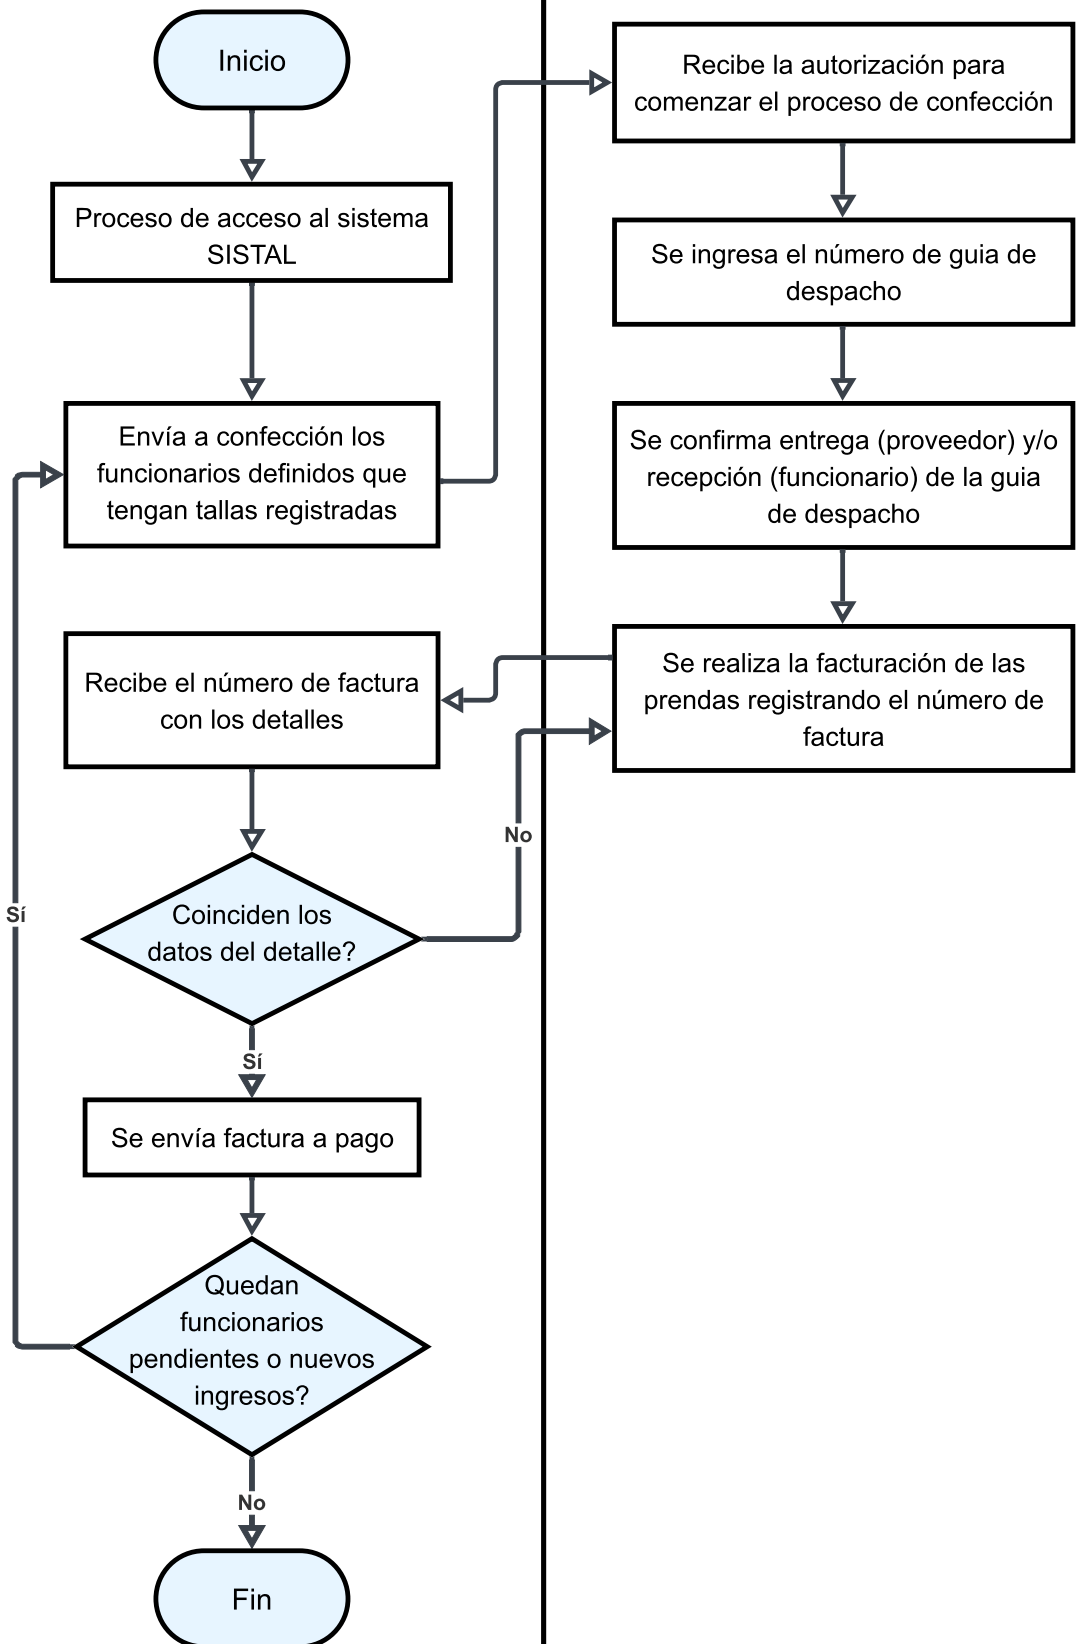 Inicio
Proceso de acceso al sistema
SISTAL
Envía a confección los
funcionarios definidos que
tengan tallas registradas
Recibe la autorización para
comenzar el proceso de confección
Se ingresa el número de guia de
despacho
Se confirma entrega (proveedor) y/o
recepción (funcionario) de la guia
de despacho
Se realiza la facturación de las
prendas registrando el número de
factura
Recibe el número de factura
con los detalles
No
Coinciden los
datos del detalle?
Sí
Sí
Se envía factura a pago
Quedan
funcionarios
pendientes o nuevos
ingresos?
No
Fin